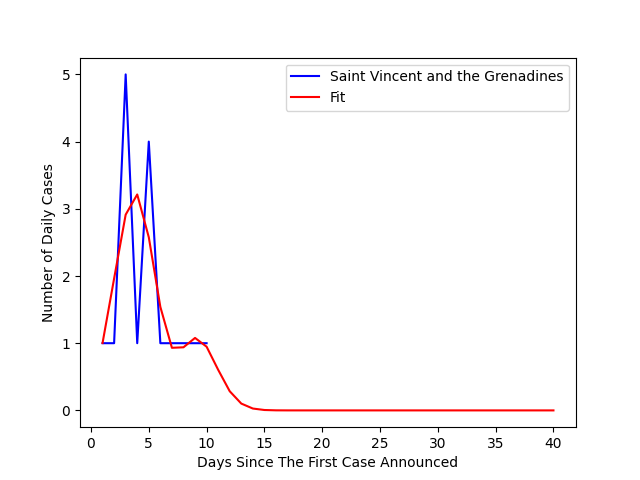 Saint Vincent and the Grenadines
Fit
5
4
3
2
1
0
Number of Daily Cases
0 5 10 15 20 25 30 35 40
Days Since The First Case Announced